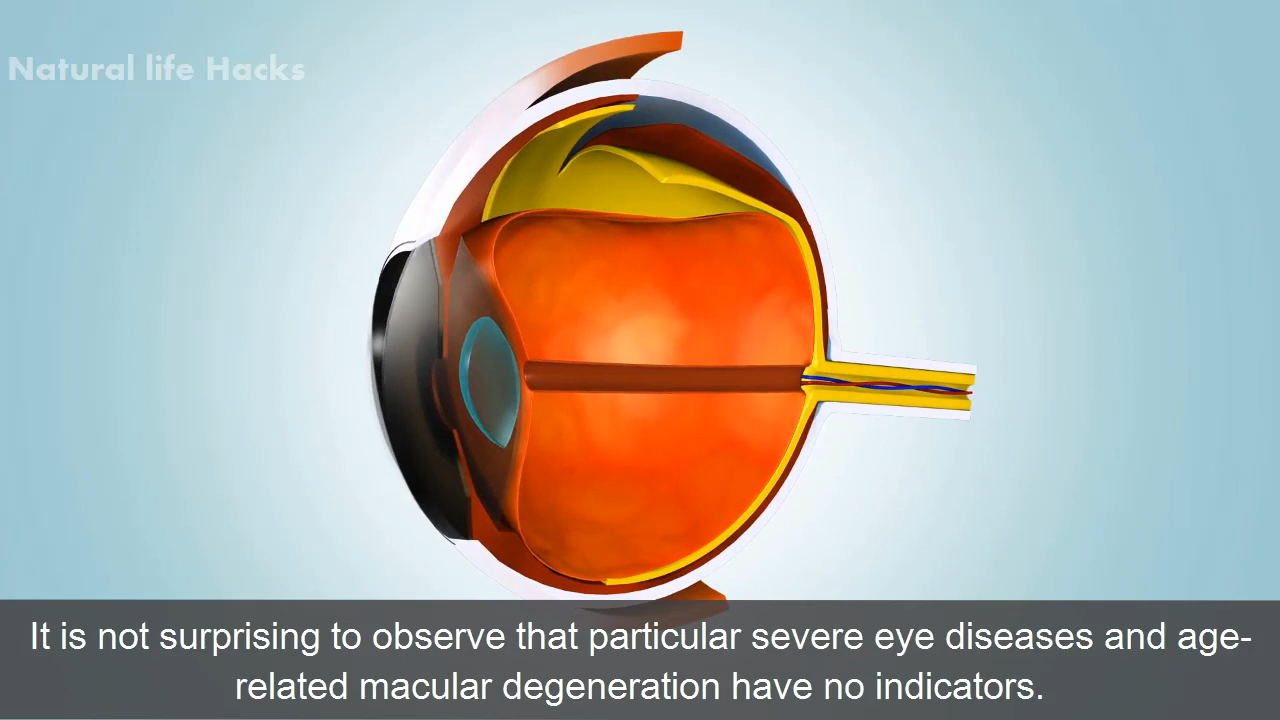 Natural life Hacks
It is not surprising to observe that particular severe eye diseases and age-
related macular degeneration have no indicators.